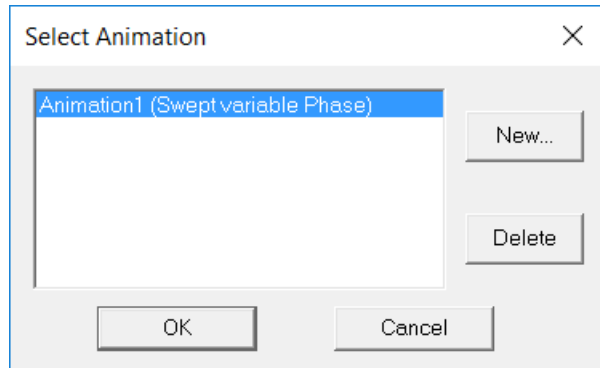 Select Animation
Animation1 (Swept variable Phase)
New...
Delete
OK
Cancel